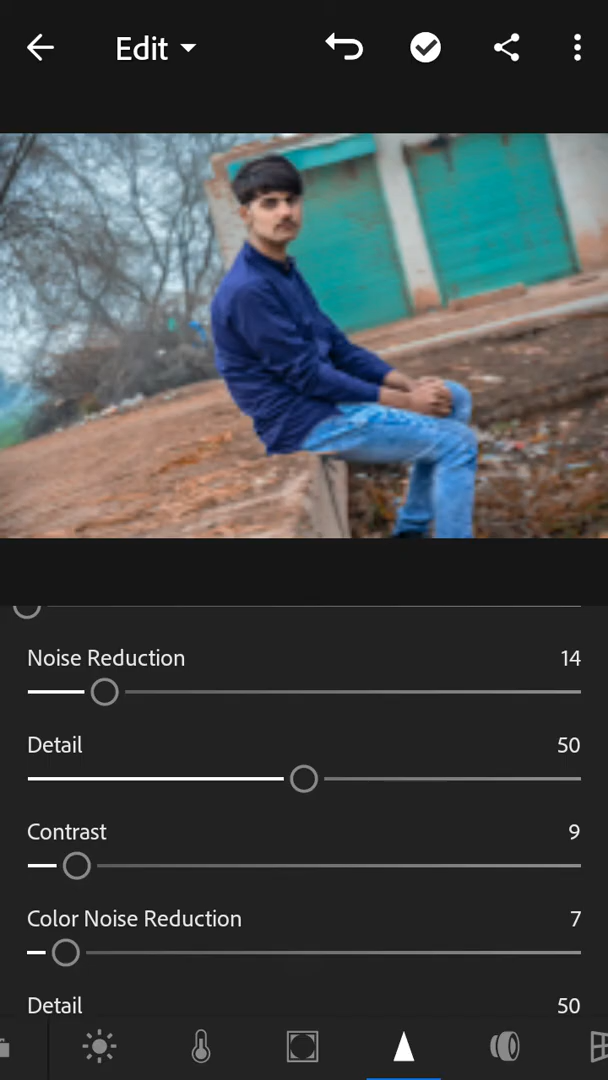 Edit
Noise Reduction 14
Detail 50
Contrast 9
Color Noise Reduction 7
Detail 50